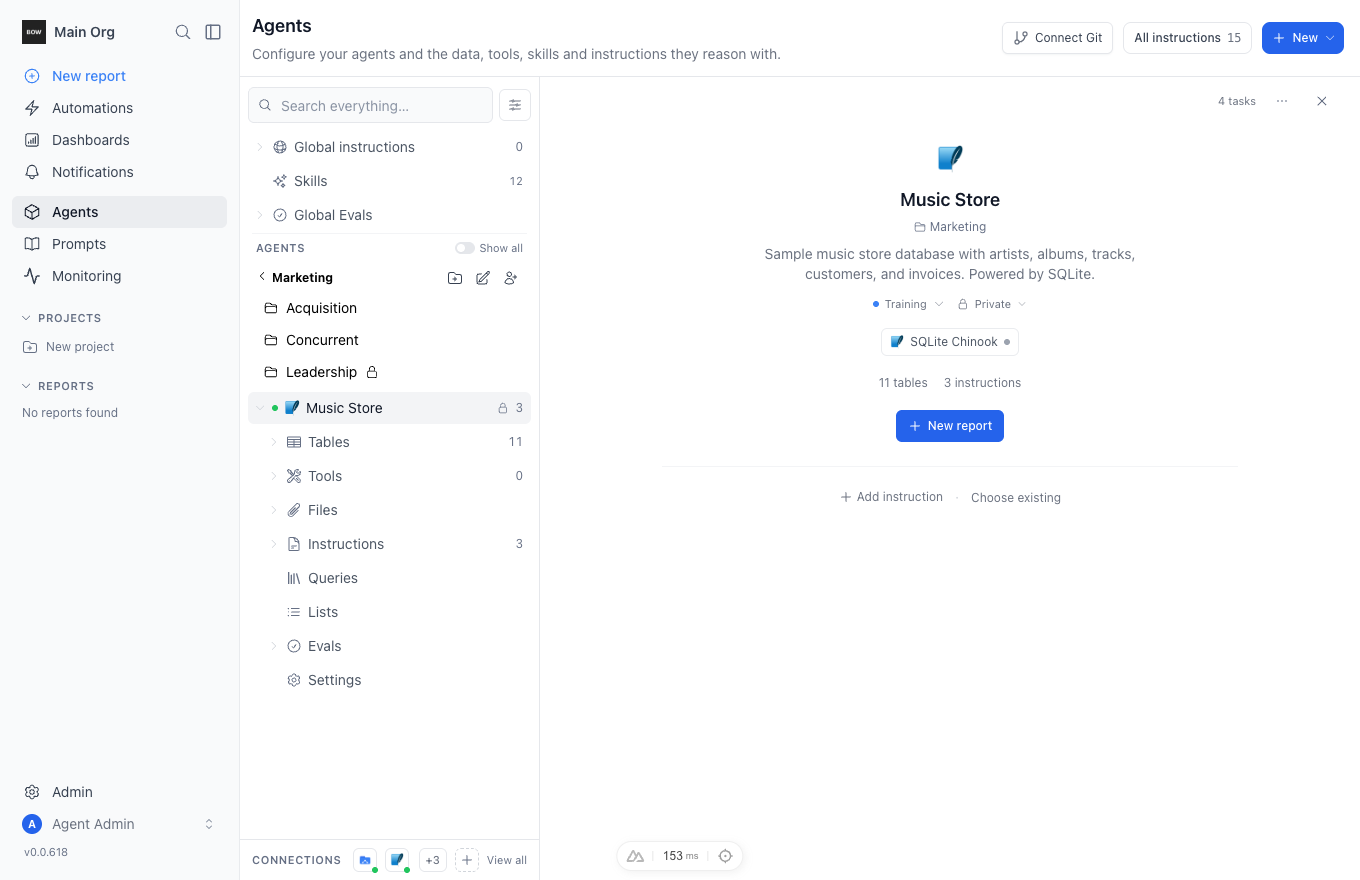 BOW Main Org
New report
Automations
Dashboards
Notifications
Agents
Prompts
Monitoring
PROJECTS
New project
REPORTS
No reports found
Admin
A Agent Admin
v0.0.618
Agents
Configure your agents and the data, tools, skills and instructions they reason with.
Connect Git
All instructions 15
New
Search everything...
Global instructions 0
Skills 12
Global Evals
AGENTS Show all
Marketing
Acquisition
Concurrent
Leadership
Music Store 3
Tables 11
Tools 0
Files
Instructions 3
Queries
Lists
Evals
Settings
CONNECTIONS +3 View all
4 tasks
Music Store
Marketing
Sample music store database with artists, albums, tracks,
customers, and invoices. Powered by SQLite.
Training Private
SQLite Chinook
11 tables 3 instructions
New report
Add instruction · Choose existing
153 ms